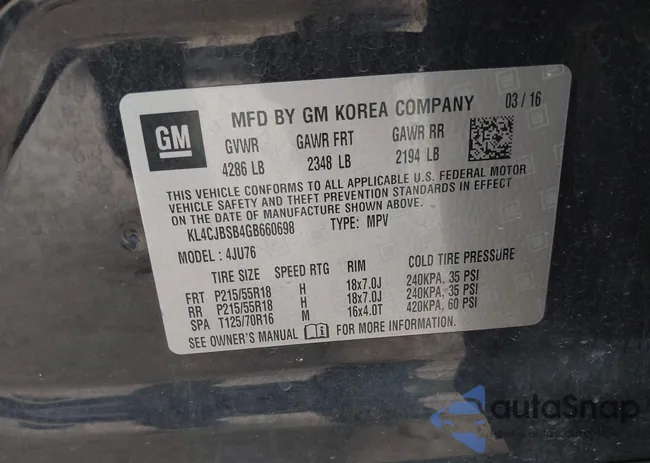 GM
MFD BY GM KOREA COMPANY 03/16
GVWR GAWR FRT GAWR RR
4286 LB 2348 LB 2194 LB
THIS VEHICLE CONFORMS TO ALL APPLICABLE U.S. FEDERAL MOTOR
VEHICLE SAFETY AND THEFT PREVENTION STANDARDS IN EFFECT
ON THE DATE OF MANUFACTURE SHOWN ABOVE.
KL4CJBSB4GB660698 TYPE: MPV
MODEL: 4JU76
TIRE SIZE SPEED RTG RIM COLD TIRE PRESSURE
FRT P215/55R18 H 18x7.0J 240KPA, 35 PSI
RR P215/55R18 H 18x7.0J 240KPA, 35 PSI
SPA T125/70R16 M 16x4.0T 420KPA, 60 PSI
SEE OWNER'S MANUAL FOR MORE INFORMATION.
autoSnap